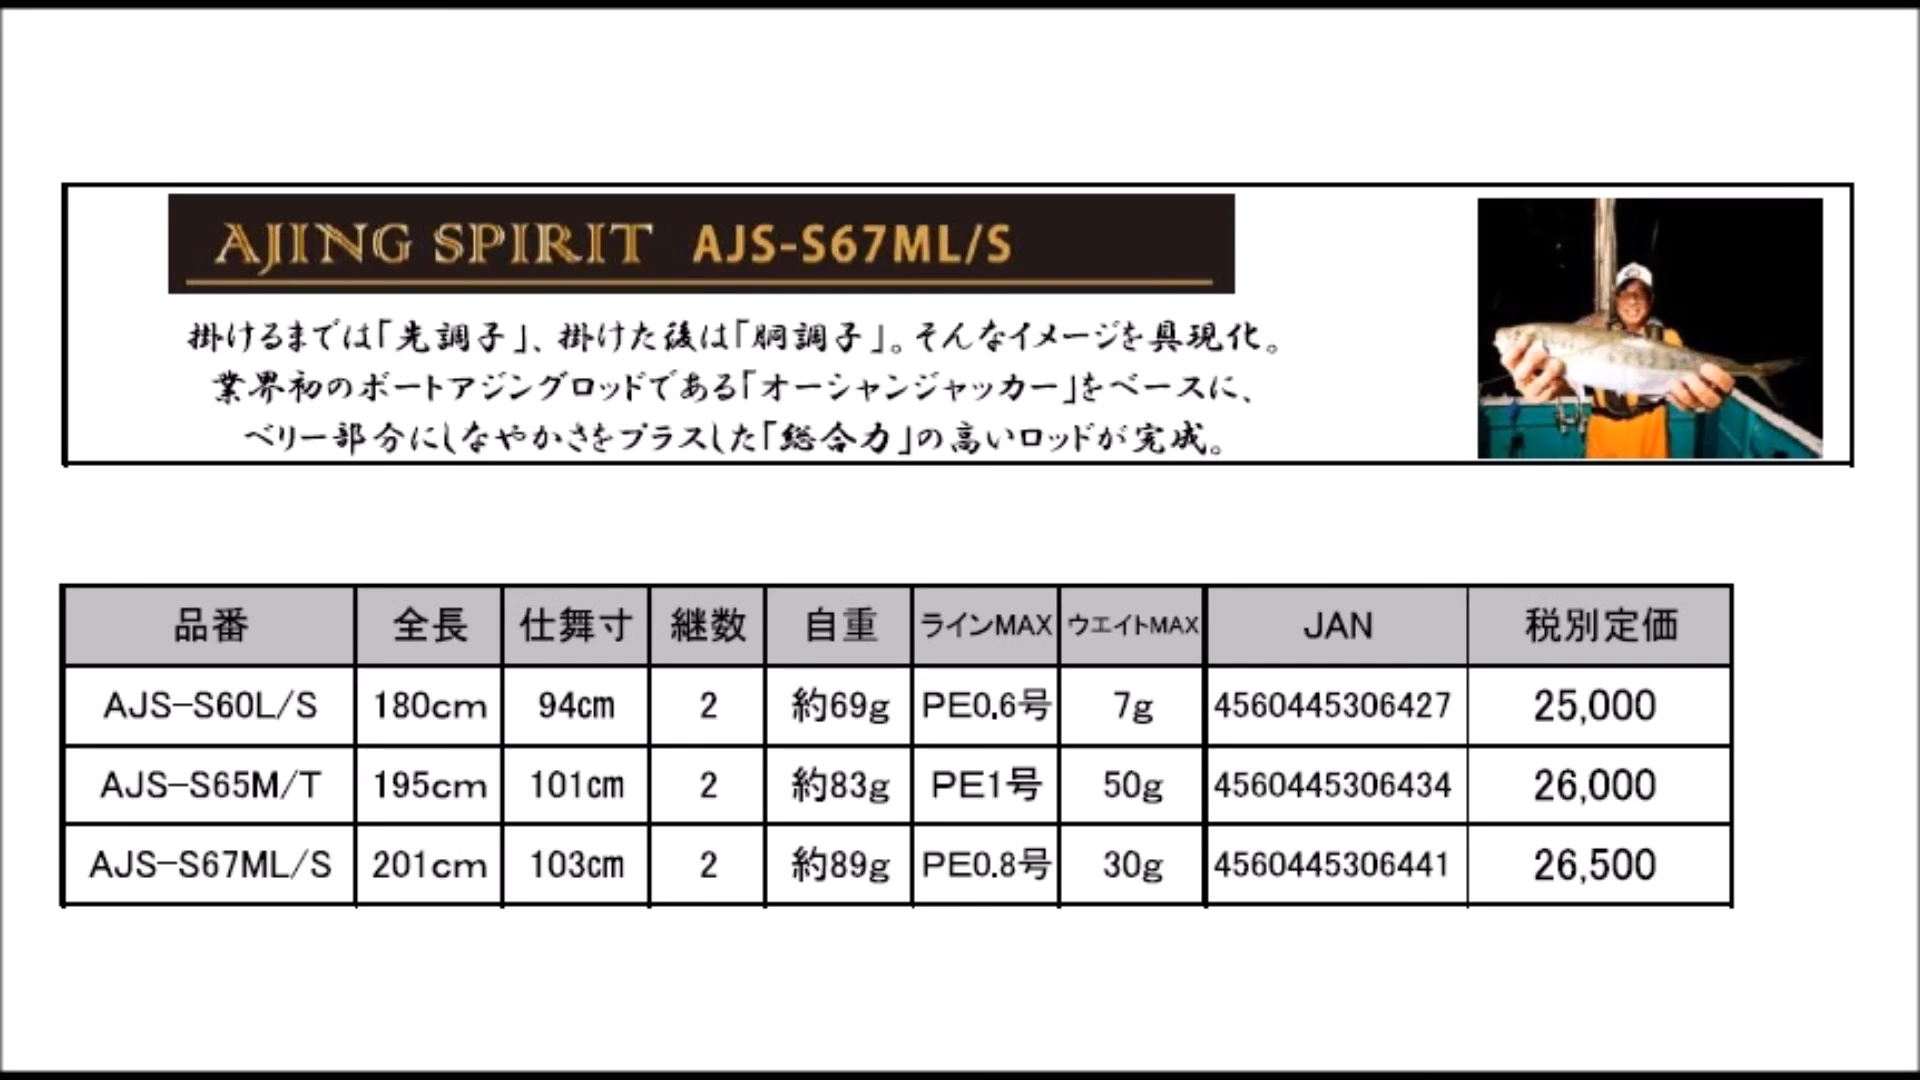 AJING SPIRIT AJS-S67ML/S
掛けるまでは「先調子」、掛けた後は「胴調子」。そんなイメージを具現化。
業界初のボートアジングロッドである「オーシャンジャッカー」をベースに、
ベリー部分にしなやかさをプラスした「総合力」の高いロッドが完成。
品番 全長 仕舞寸 継数 自重 ラインMAX ウエイトMAX JAN 税別定価
AJS-S60L/S 180cm 94cm 2 約69g PE0.6号 7g 4560445306427 25,000
AJS-S65M/T 195cm 101cm 2 約83g PE1号 50g 4560445306434 26,000
AJS-S67ML/S 201cm 103cm 2 約89g PE0.8号 30g 4560445306441 26,500